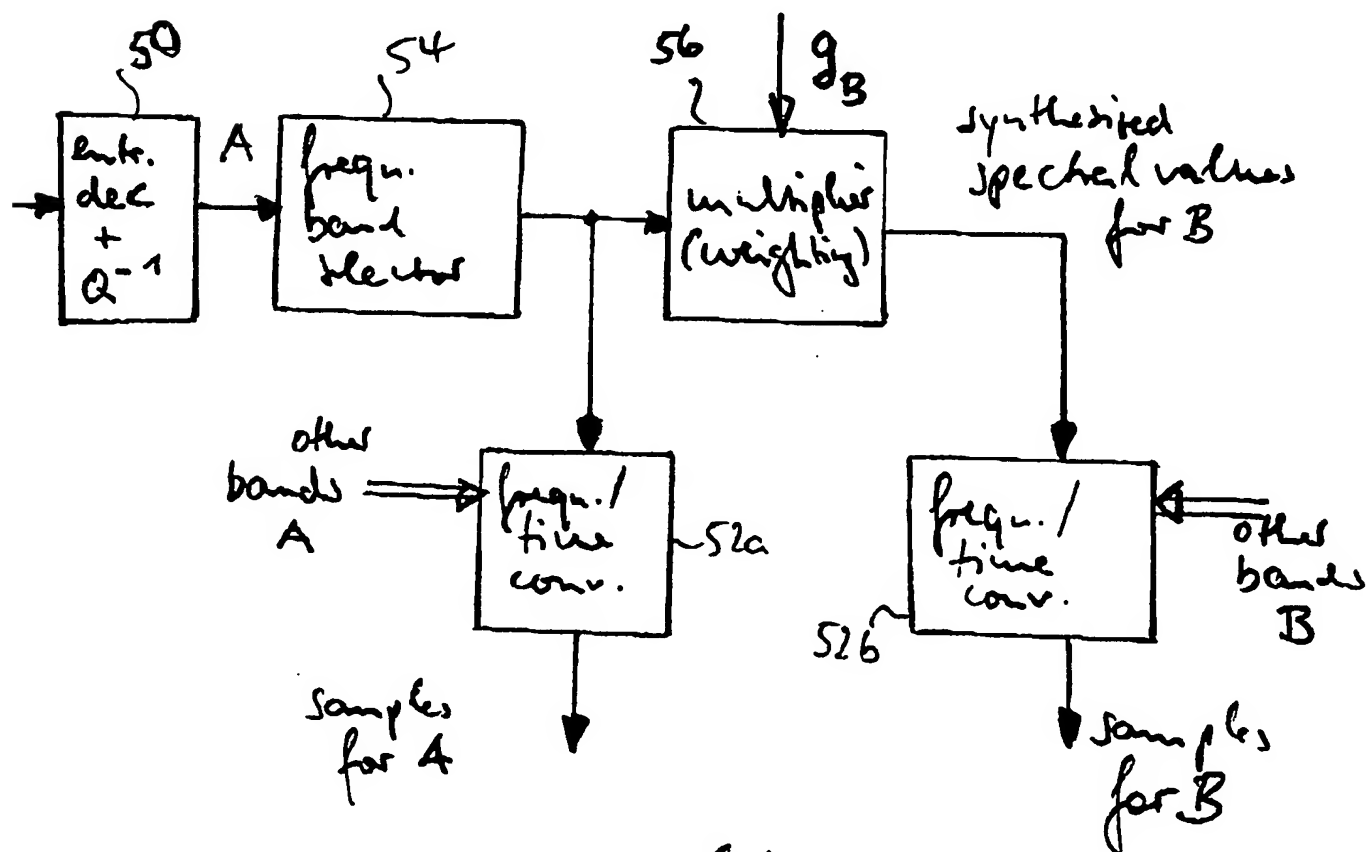 50
54
56
g_B
entr.
dec
+
Q⁻¹
A
frequ.
band
selector
multiplier
(weighting)
synthesized
spectral values
for B
other
bands
A
frequ./
time
conv.
52a
frequ./
time
conv.
52b
other
bands
B
samples
for A
samples
for B